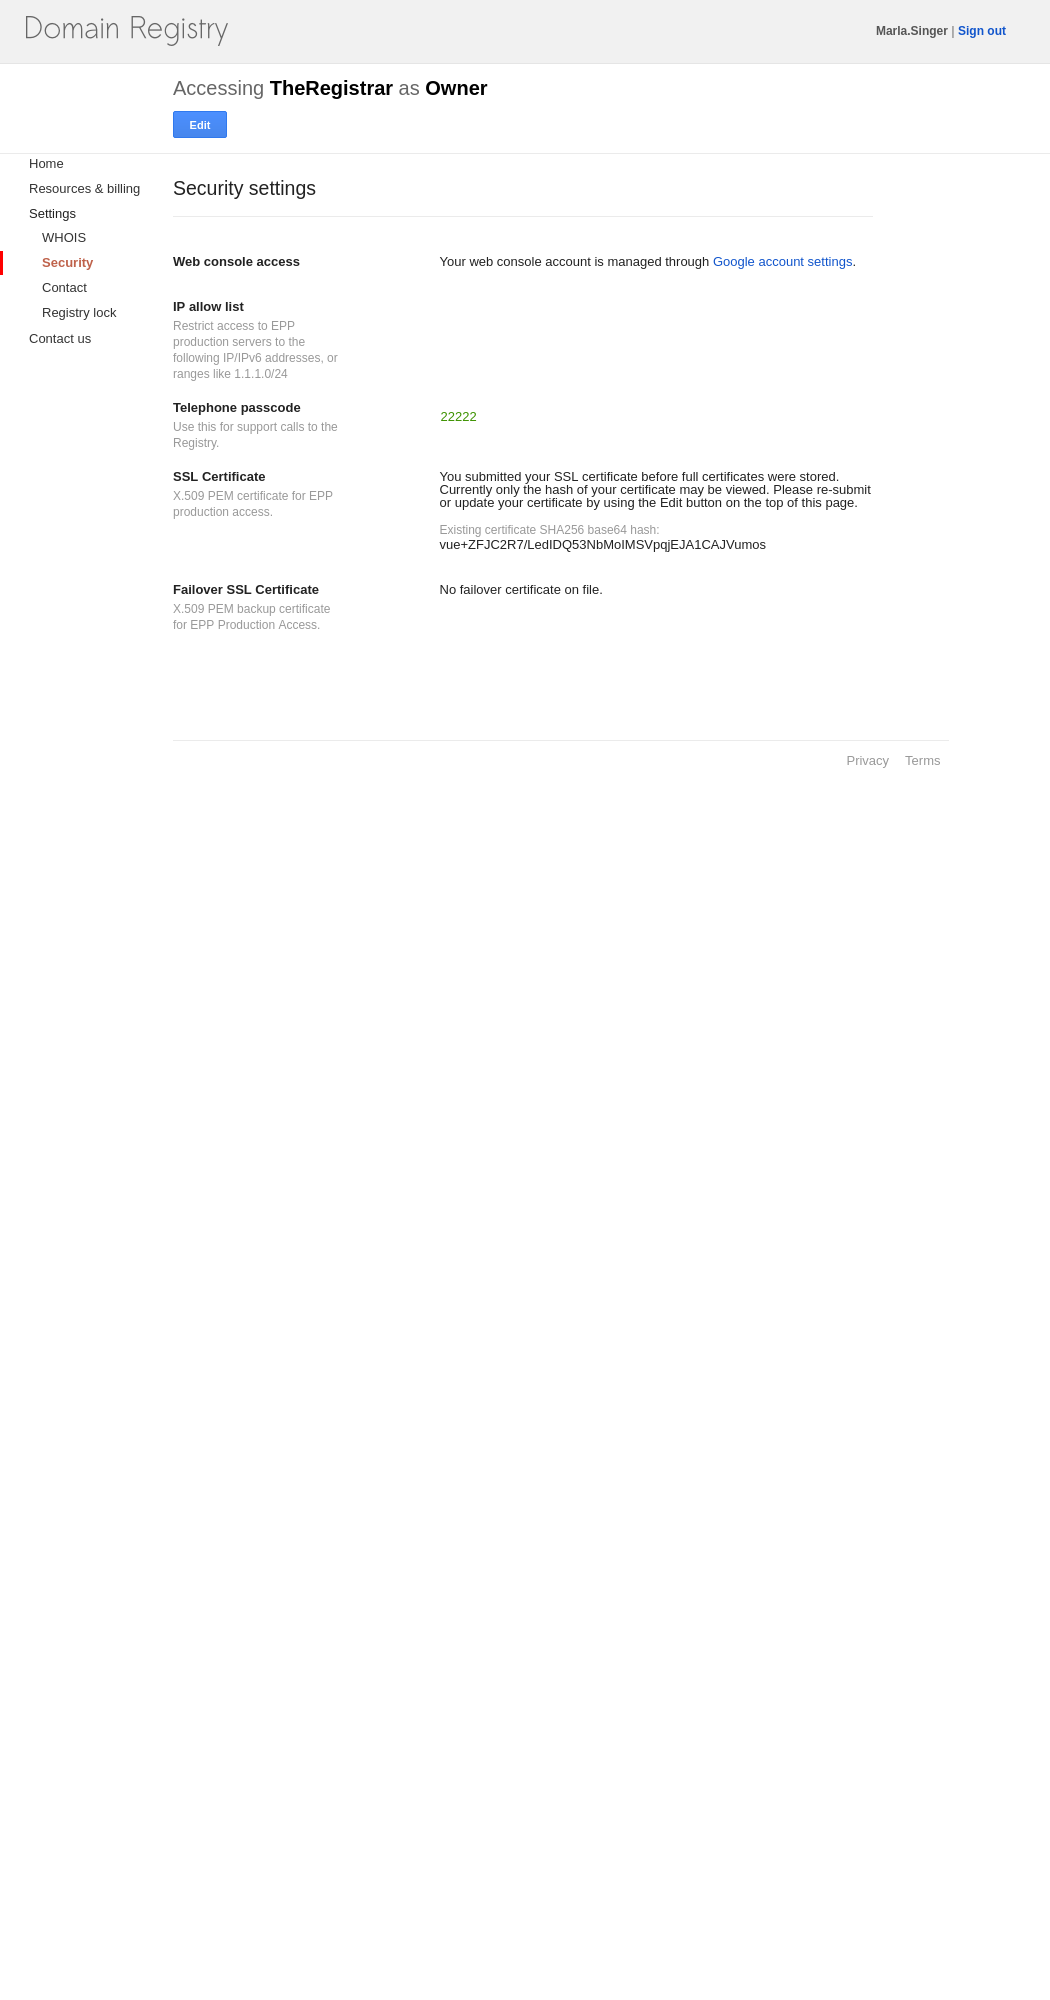 Domain Registry
Marla.Singer | Sign out
Accessing TheRegistrar as Owner
Edit
Home
Resources & billing
Settings
WHOIS
Security
Contact
Registry lock
Contact us
Security settings
Web console access
Your web console account is managed through Google account settings.
IP allow list
Restrict access to EPP
production servers to the
following IP/IPv6 addresses, or
ranges like 1.1.1.0/24
Telephone passcode
Use this for support calls to the
Registry.
22222
SSL Certificate
X.509 PEM certificate for EPP
production access.
You submitted your SSL certificate before full certificates were stored.
Currently only the hash of your certificate may be viewed. Please re-submit
or update your certificate by using the Edit button on the top of this page.
Existing certificate SHA256 base64 hash:
vue+ZFJC2R7/LedIDQ53NbMoIMSVpqjEJA1CAJVumos
Failover SSL Certificate
X.509 PEM backup certificate
for EPP Production Access.
No failover certificate on file.
Privacy Terms